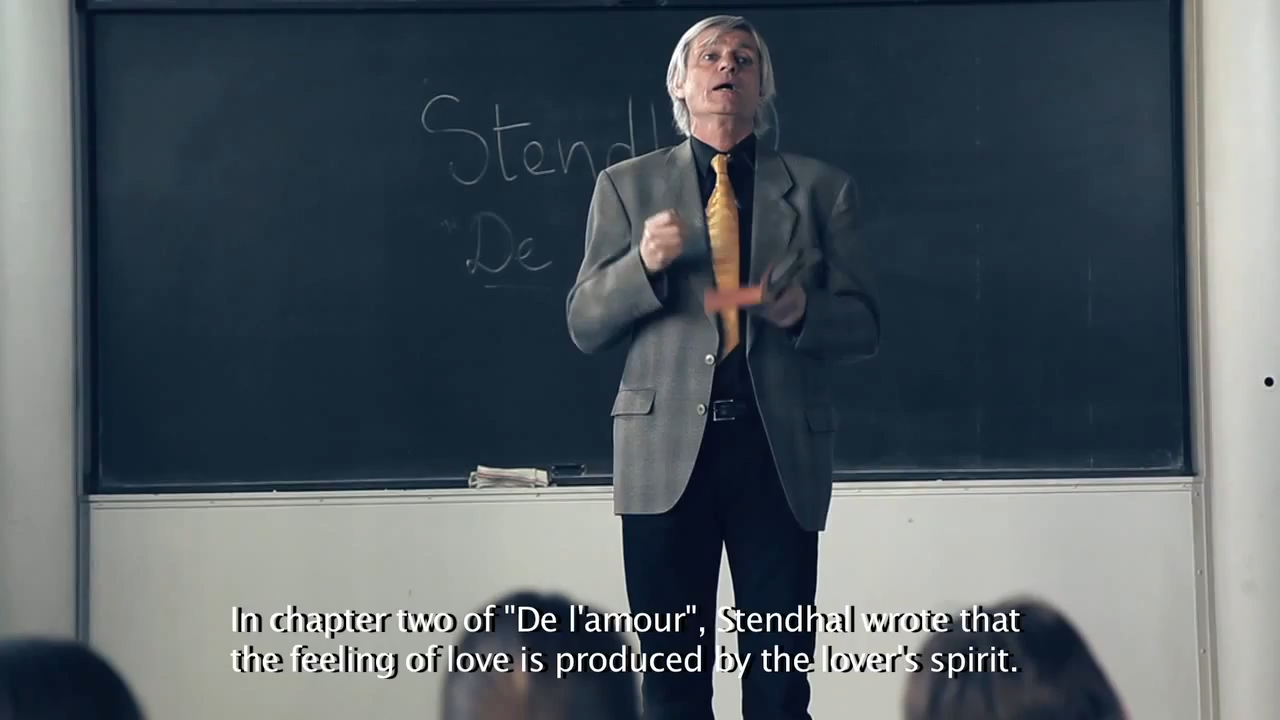 Stendh
"De
In chapter two of "De l'amour", Stendhal wrote that
the feeling of love is produced by the lover's spirit.